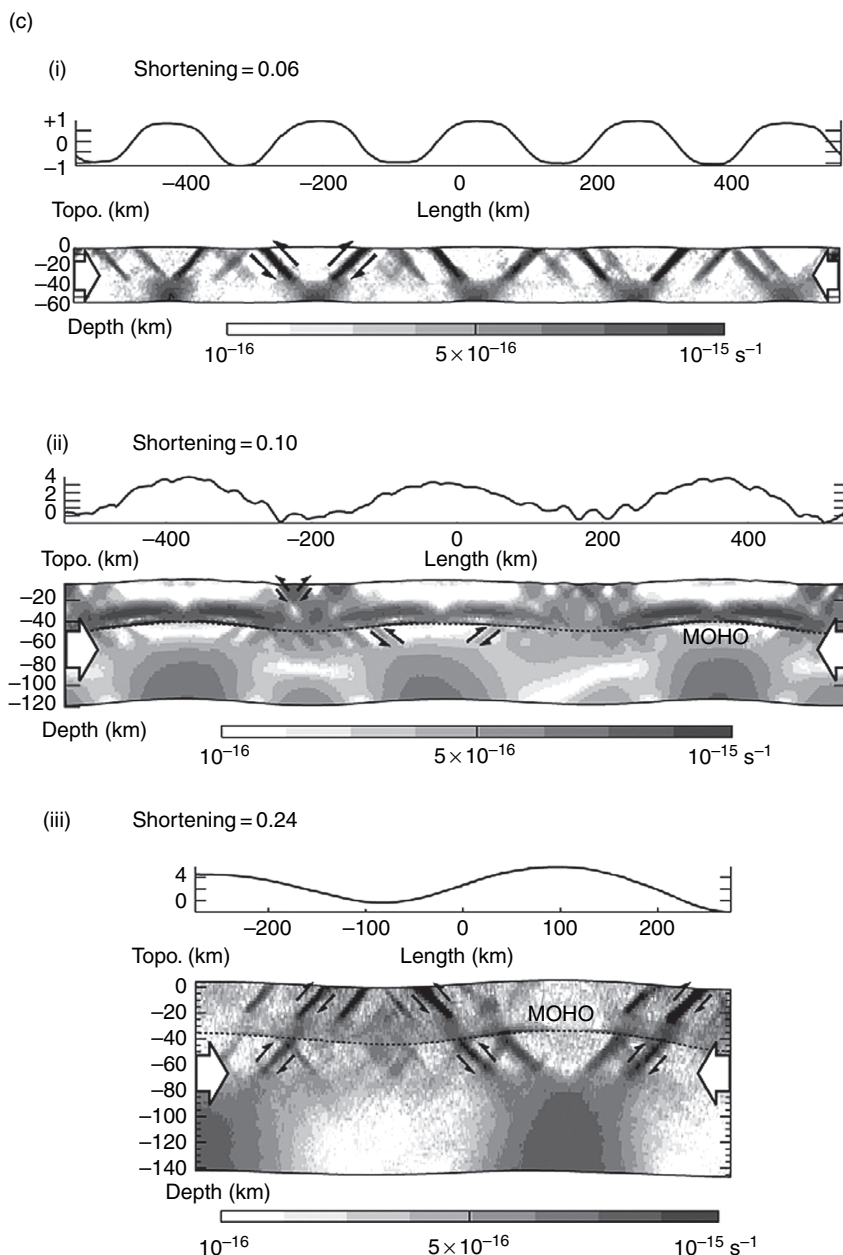 (c)
(i) Shortening = 0.06
+1
0
−1
−400 −200 0 200 400
Topo. (km) Length (km)
0
−20
−40
−60
Depth (km)
10⁻¹⁶ 5 × 10⁻¹⁶ 10⁻¹⁵ s⁻¹
(ii) Shortening = 0.10
4
2
0
−400 −200 0 200 400
Topo. (km) Length (km)
−20
−40
−60
−80
−100
−120
MOHO
Depth (km)
10⁻¹⁶ 5 × 10⁻¹⁶ 10⁻¹⁵ s⁻¹
(iii) Shortening = 0.24
4
0
−200 −100 0 100 200
Topo. (km) Length (km)
0
−20
−40
−60
−80
−100
−120
−140
MOHO
Depth (km)
10⁻¹⁶ 5 × 10⁻¹⁶ 10⁻¹⁵ s⁻¹